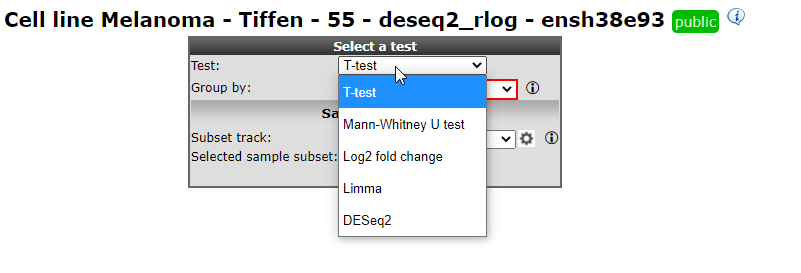 Cell line Melanoma - Tiffen - 55 - deseq2_rlog - ensh38e93 public
Select a test
Test: T-test
Group by:
T-test
Sa
Mann-Whitney U test
Subset track:
Selected sample subset:
Log2 fold change
Limma
DESeq2